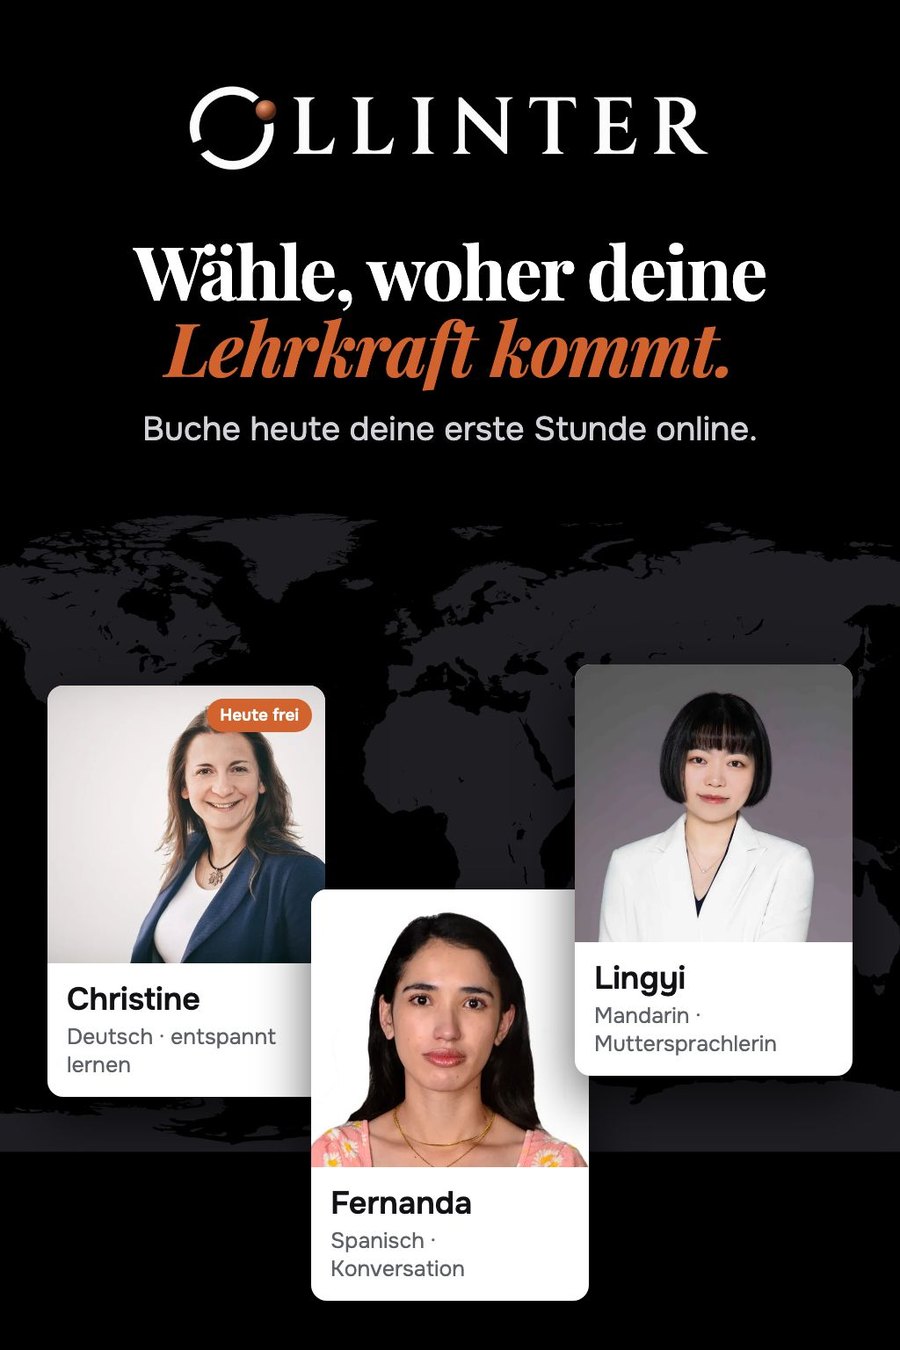 OLLINTER
Wähle, woher deine
Lehrkraft kommt.
Buche heute deine erste Stunde online.
Heute frei
Christine
Deutsch · entspannt
lernen
Lingyi
Mandarin ·
Muttersprachlerin
Fernanda
Spanisch ·
Konversation